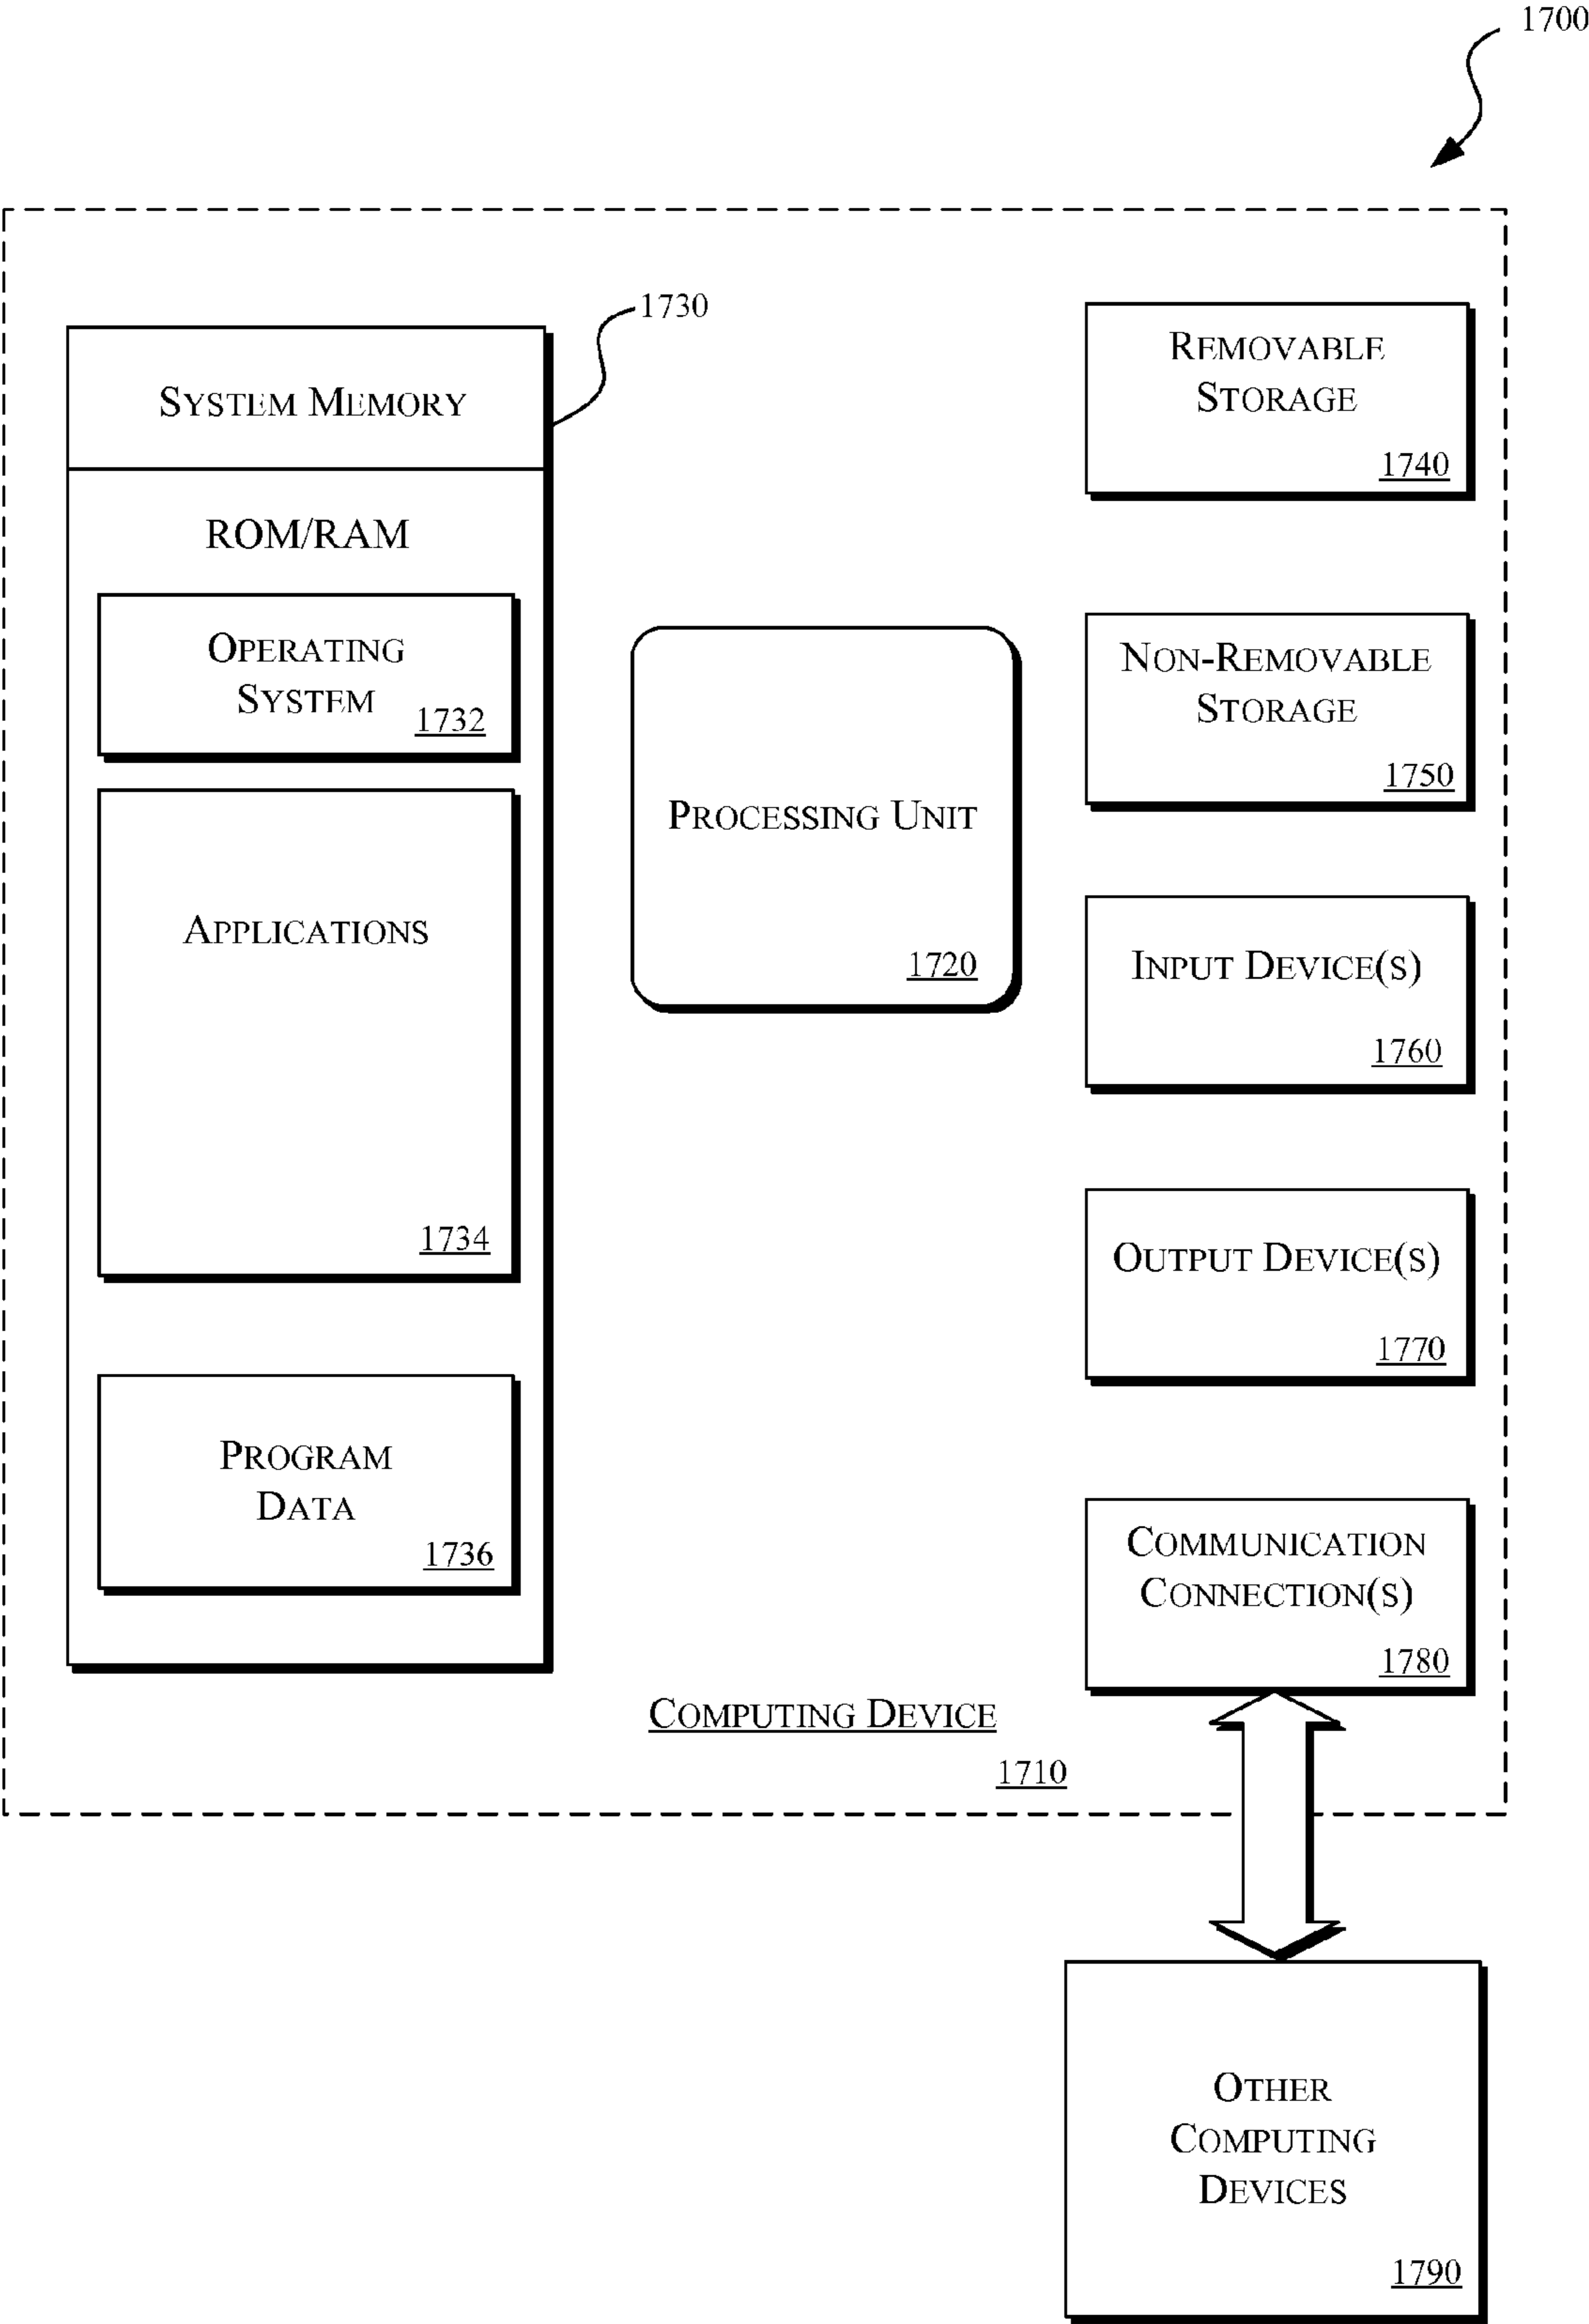 1700
1730
SYSTEM MEMORY
ROM/RAM
OPERATING
SYSTEM
1732
APPLICATIONS
1734
PROGRAM
DATA
1736
PROCESSING UNIT
1720
REMOVABLE
STORAGE
1740
NON-REMOVABLE
STORAGE
1750
INPUT DEVICE(S)
1760
OUTPUT DEVICE(S)
1770
COMMUNICATION
CONNECTION(S)
1780
COMPUTING DEVICE
1710
OTHER
COMPUTING
DEVICES
1790